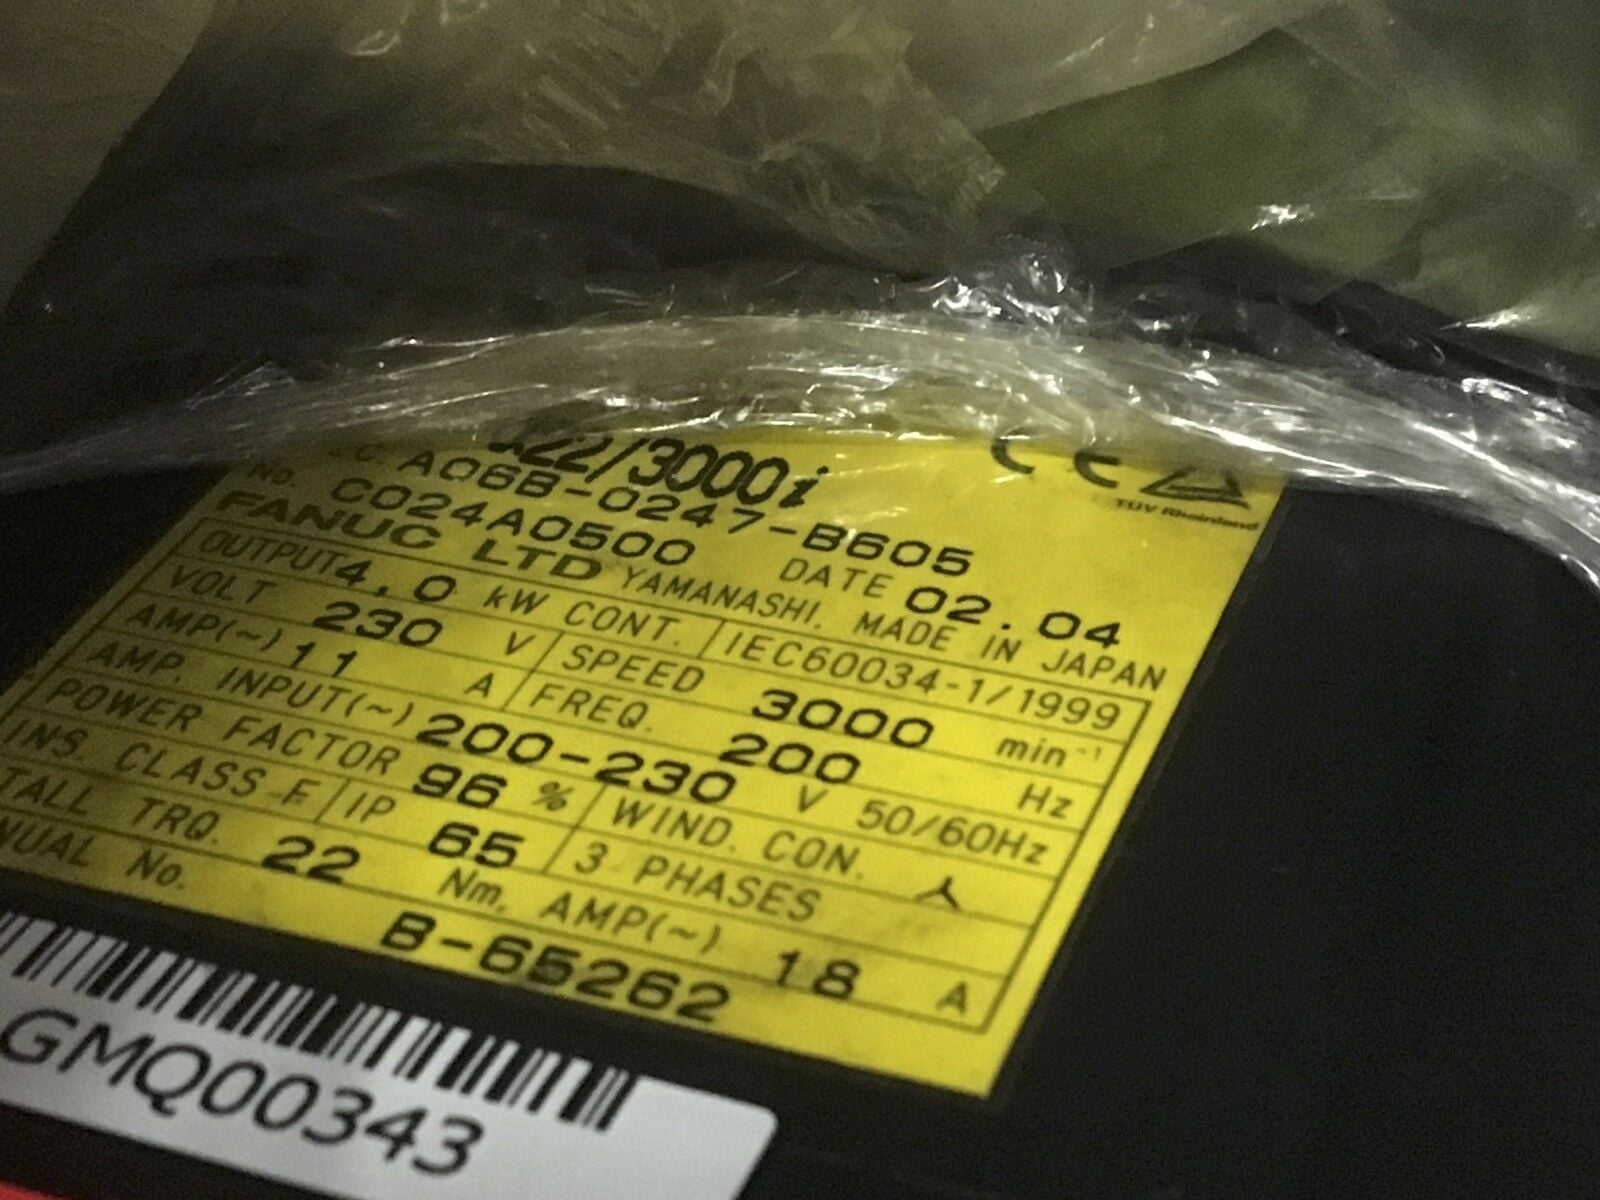 22/3000i CE
TÜV Rheinland
A06B-0247-B605
No. C024A0500 DATE 02.04
FANUC LTD YAMANASHI, MADE IN JAPAN
OUTPUT 4.0 kW CONT. IEC60034-1/1999
VOLT 230 V SPEED 3000 min⁻¹
AMP(~) 11 A FREQ. 200 Hz
AMP. INPUT(~) 200-230 V 50/60Hz
POWER FACTOR 96 % WIND. CON.
INS. CLASS F IP 65 3 PHASES
TALL TRQ. 22 Nm, AMP(~) 18 A
NUAL No. B-65262
GMQ00343